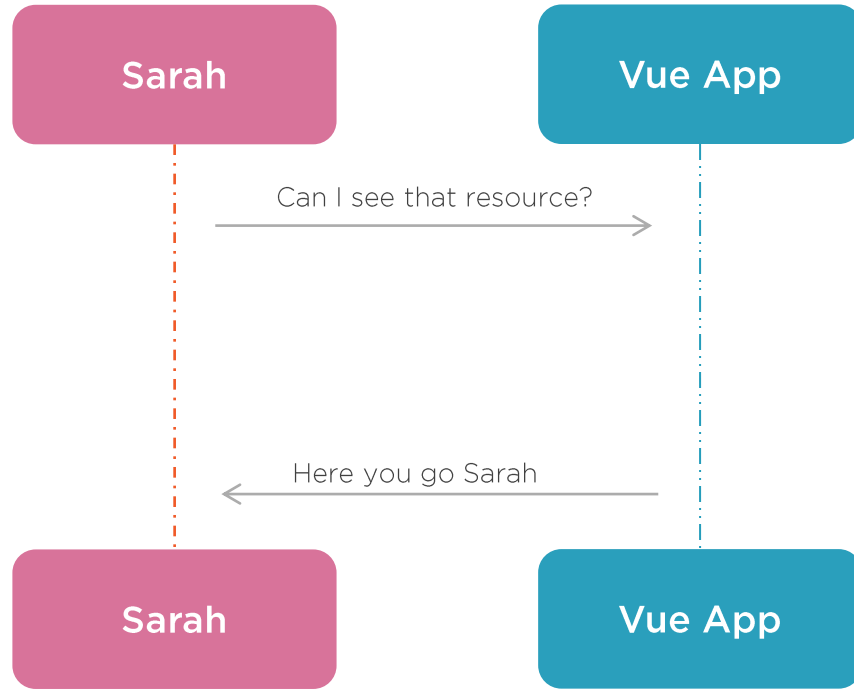 Sarah
Vue App
Can I see that resource?
Here you go Sarah
Sarah
Vue App